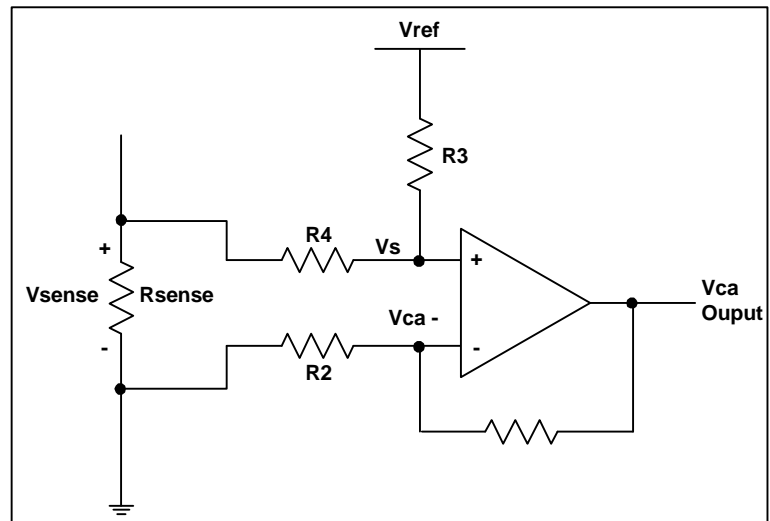 Vref
R3
R4
Vs
+
+
Vsense
Rsense
Vca
Ouput
Vca -
-
-
R2